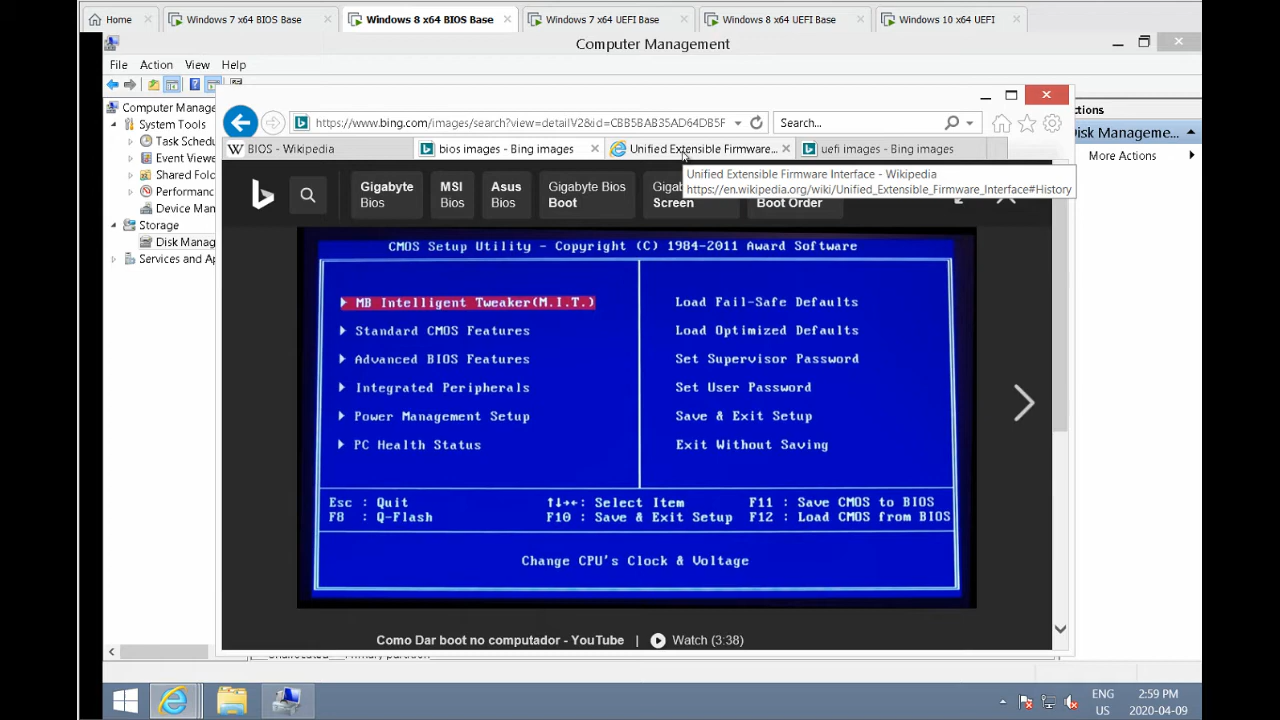 Home
Windows 7 x64 BIOS Base
Windows 8 x64 BIOS Base
Windows 7 x64 UEFI Base
Windows 8 x64 UEFI Base
Windows 10 x64 UEFI
Computer Management
File Action View Help
Computer Manage
System Tools
Task Schedu
Event Viewe
Shared Fold
Performanc
Device Man
Storage
Disk Manag
Services and Ap
https://www.bing.com/images/search?view=detailV2&id=CBB5BAB35AD64DB5F
Search...
BIOS - Wikipedia
bios images - Bing images
Unified Extensible Firmware...
uefi images - Bing images
Unified Extensible Firmware Interface - Wikipedia
https://en.wikipedia.org/wiki/Unified_Extensible_Firmware_Interface#History
Gigabyte Bios
MSI Bios
Asus Bios
Gigabyte Bios Boot
Screen
Boot Order
CMOS Setup Utility - Copyright (C) 1984-2011 Award Software
MB Intelligent Tweaker(M.I.T.)
Standard CMOS Features
Advanced BIOS Features
Integrated Peripherals
Power Management Setup
PC Health Status
Load Fail-Safe Defaults
Load Optimized Defaults
Set Supervisor Password
Set User Password
Save & Exit Setup
Exit Without Saving
Esc : Quit
F8 : Q-Flash
↑↓→←: Select Item
F10 : Save & Exit Setup
F11 : Save CMOS to BIOS
F12 : Load CMOS from BIOS
Change CPU's Clock & Voltage
Como Dar boot no computador - YouTube | Watch (3:38)
ctions
isk Manageme...
More Actions
ENG
US
2:59 PM
2020-04-09